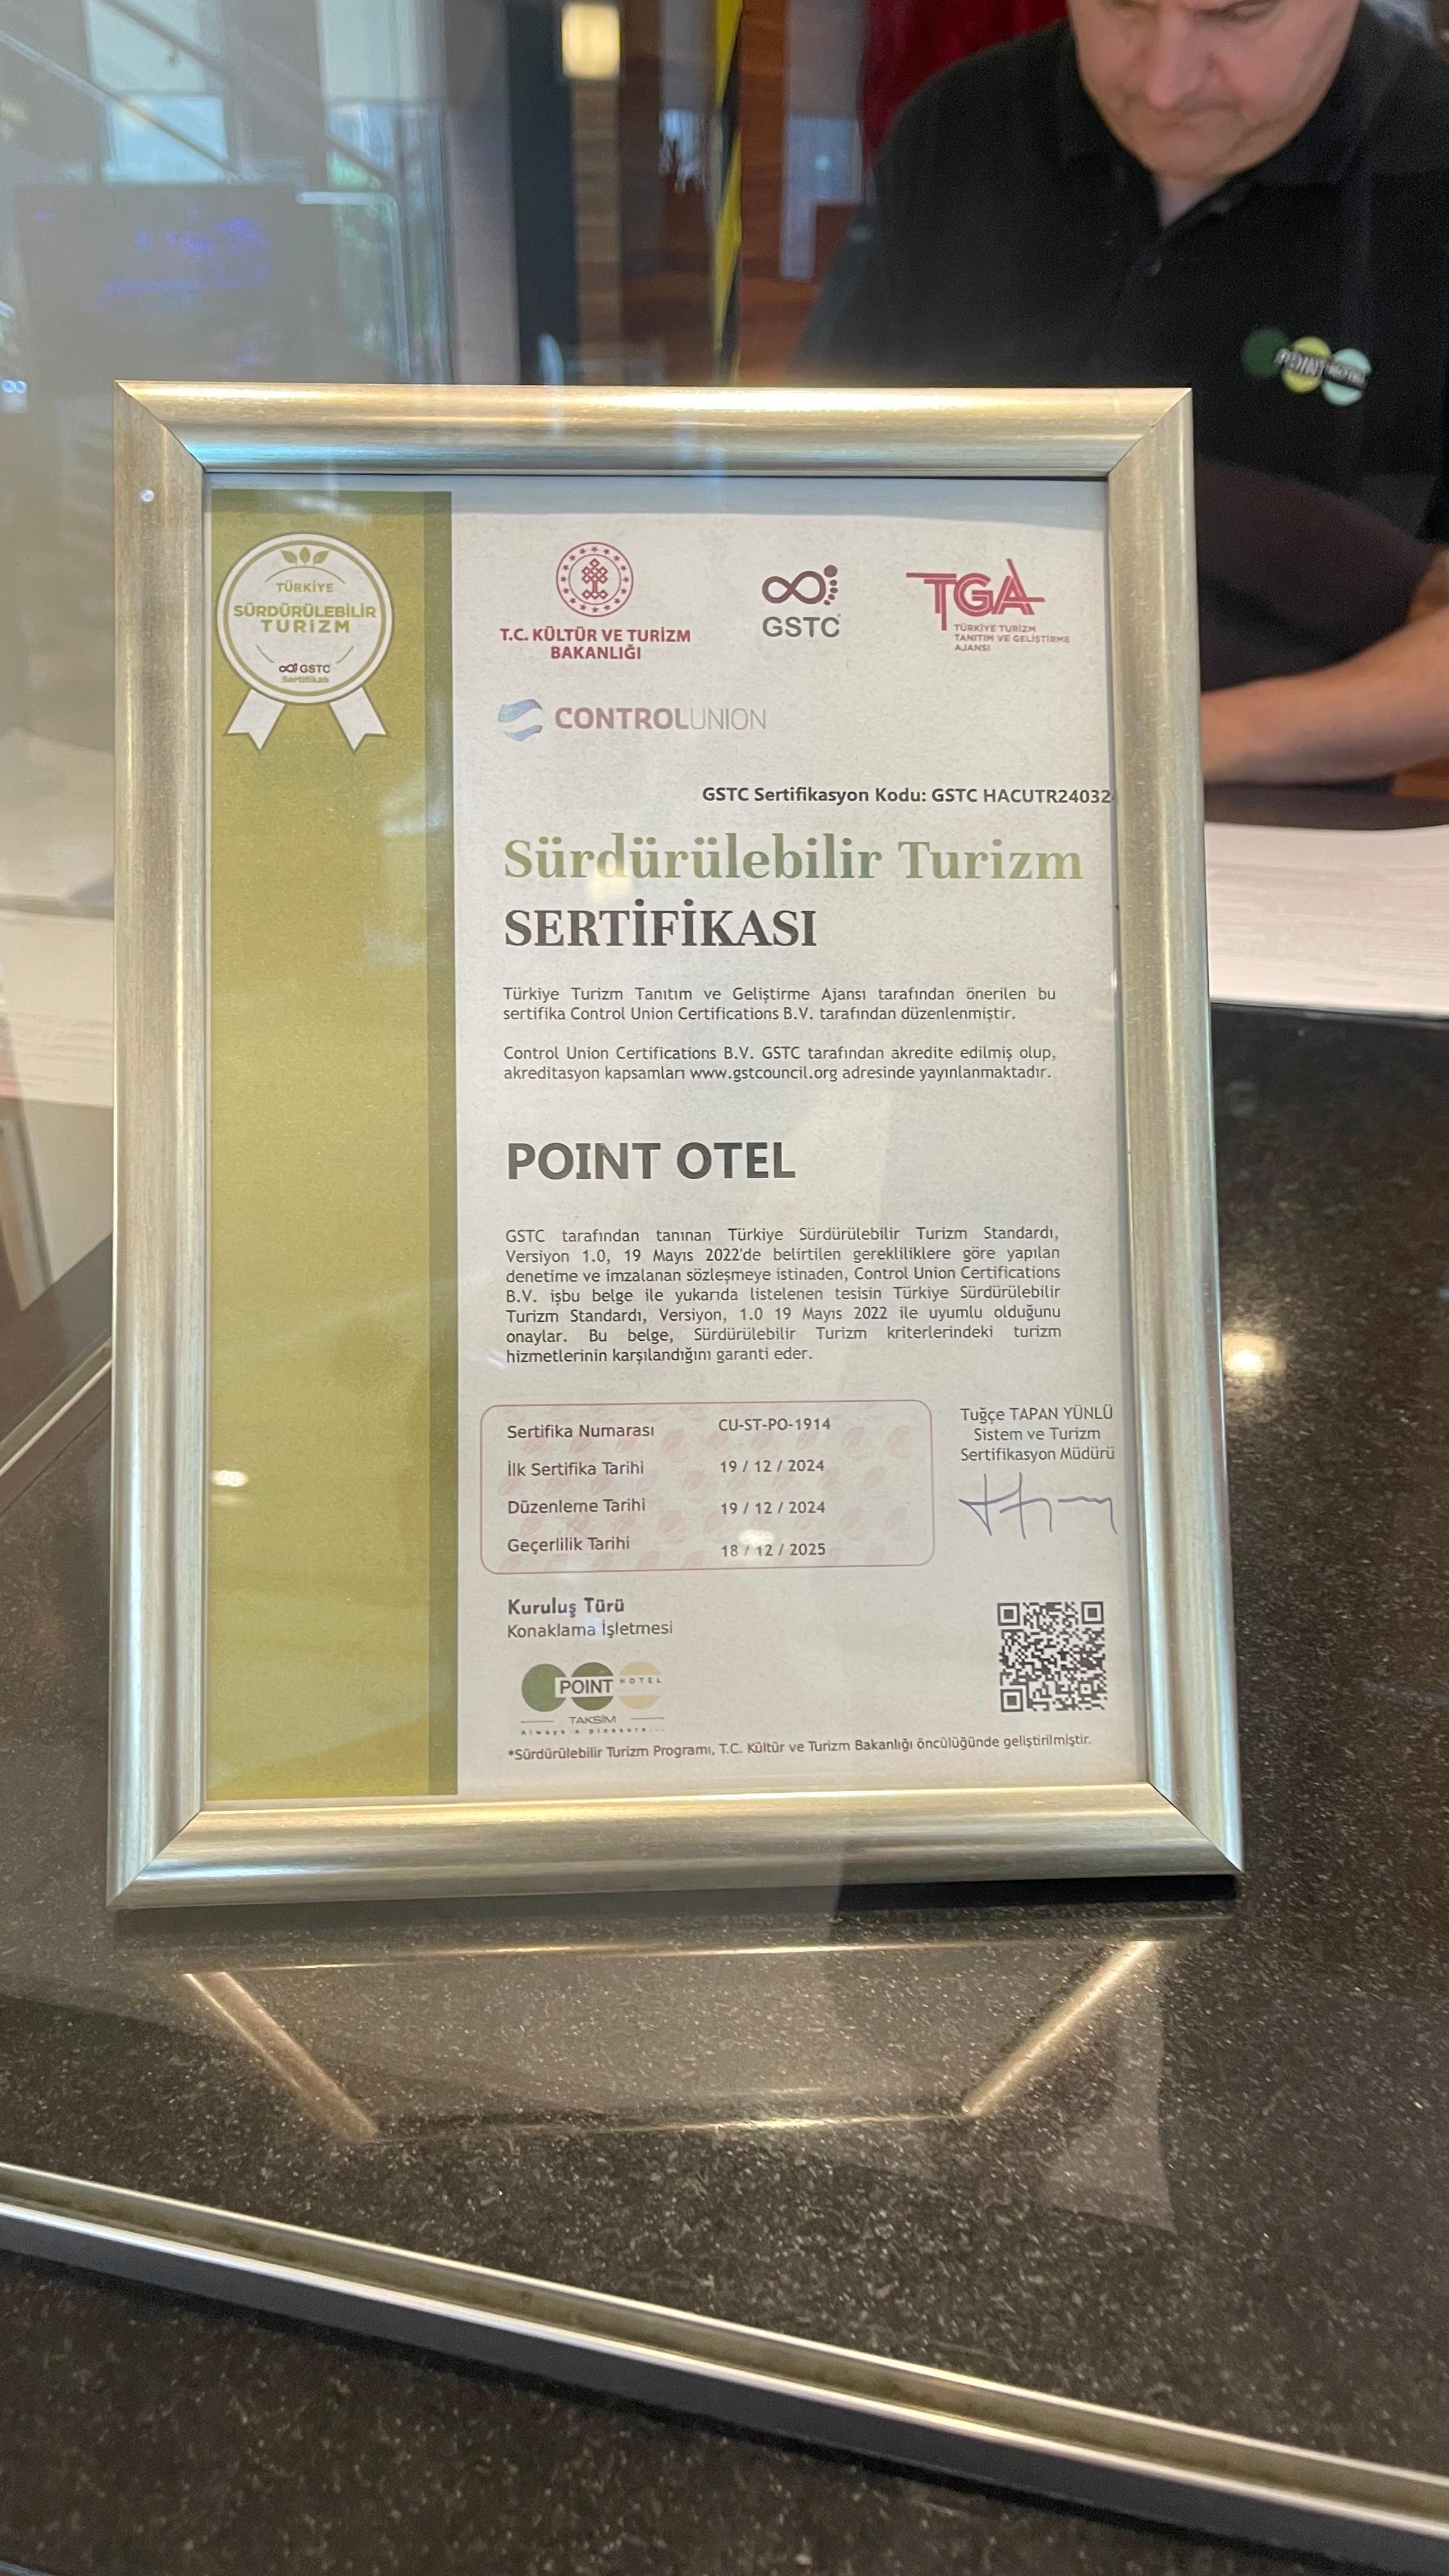 POINT HOTEL
TÜRKİYE
SÜRDÜRÜLEBİLİR
TURİZM
GSTC
Sertifikalı
T.C. KÜLTÜR VE TURİZM
BAKANLIĞI
GSTC
TGA
TÜRKİYE TURİZM
TANITIM VE GELİŞTİRME
AJANSI
CONTROLUNION
GSTC Sertifikasyon Kodu: GSTC HACUTR24032
Sürdürülebilir Turizm
SERTİFİKASI
Türkiye Turizm Tanıtım ve Geliştirme Ajansı tarafından önerilen bu
sertifika Control Union Certifications B.V. tarafından düzenlenmiştir.
Control Union Certifications B.V. GSTC tarafından akredite edilmiş olup,
akreditasyon kapsamları www.gstcouncil.org adresinde yayınlanmaktadır.
POINT OTEL
GSTC tarafından tanınan Türkiye Sürdürülebilir Turizm Standardı,
Versiyon 1.0, 19 Mayıs 2022'de belirtilen gerekliliklere göre yapılan
denetime ve imzalanan sözleşmeye istinaden, Control Union Certifications
B.V. işbu belge ile yukarıda listelenen tesisin Türkiye Sürdürülebilir
Turizm Standardı, Versiyon, 1.0 19 Mayıs 2022 ile uyumlu olduğunu
onaylar. Bu belge, Sürdürülebilir Turizm kriterlerindeki turizm
hizmetlerinin karşılandığını garanti eder.
Sertifika Numarası CU-ST-PO-1914
İlk Sertifika Tarihi 19 / 12 / 2024
Düzenleme Tarihi 19 / 12 / 2024
Geçerlilik Tarihi 18 / 12 / 2025
Tuğçe TAPAN YÜNLÜ
Sistem ve Turizm
Sertifikasyon Müdürü
Kuruluş Türü
Konaklama İşletmesi
POINT HOTEL
TAKSİM
Always a pleasure...
*Sürdürülebilir Turizm Programı, T.C. Kültür ve Turizm Bakanlığı öncülüğünde geliştirilmiştir.